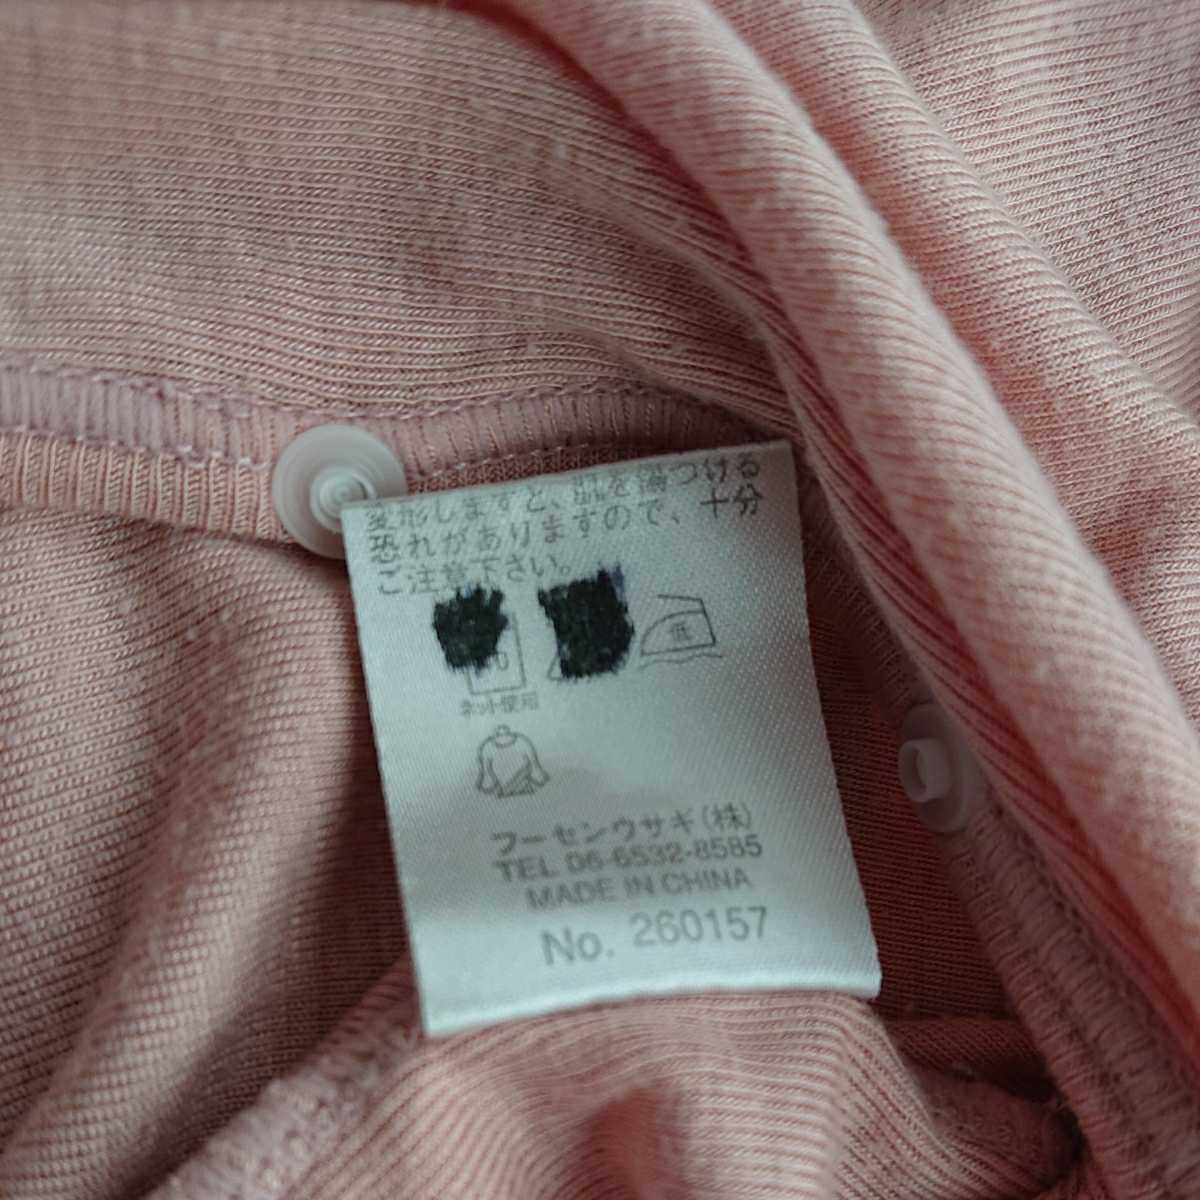 変形しますと、肌を傷つける
恐れがありますので、十分
ご注意下さい。
低
ネット使用
フーセンウサギ(株)
TEL 06-6532-8585
MADE IN CHINA
No. 260157